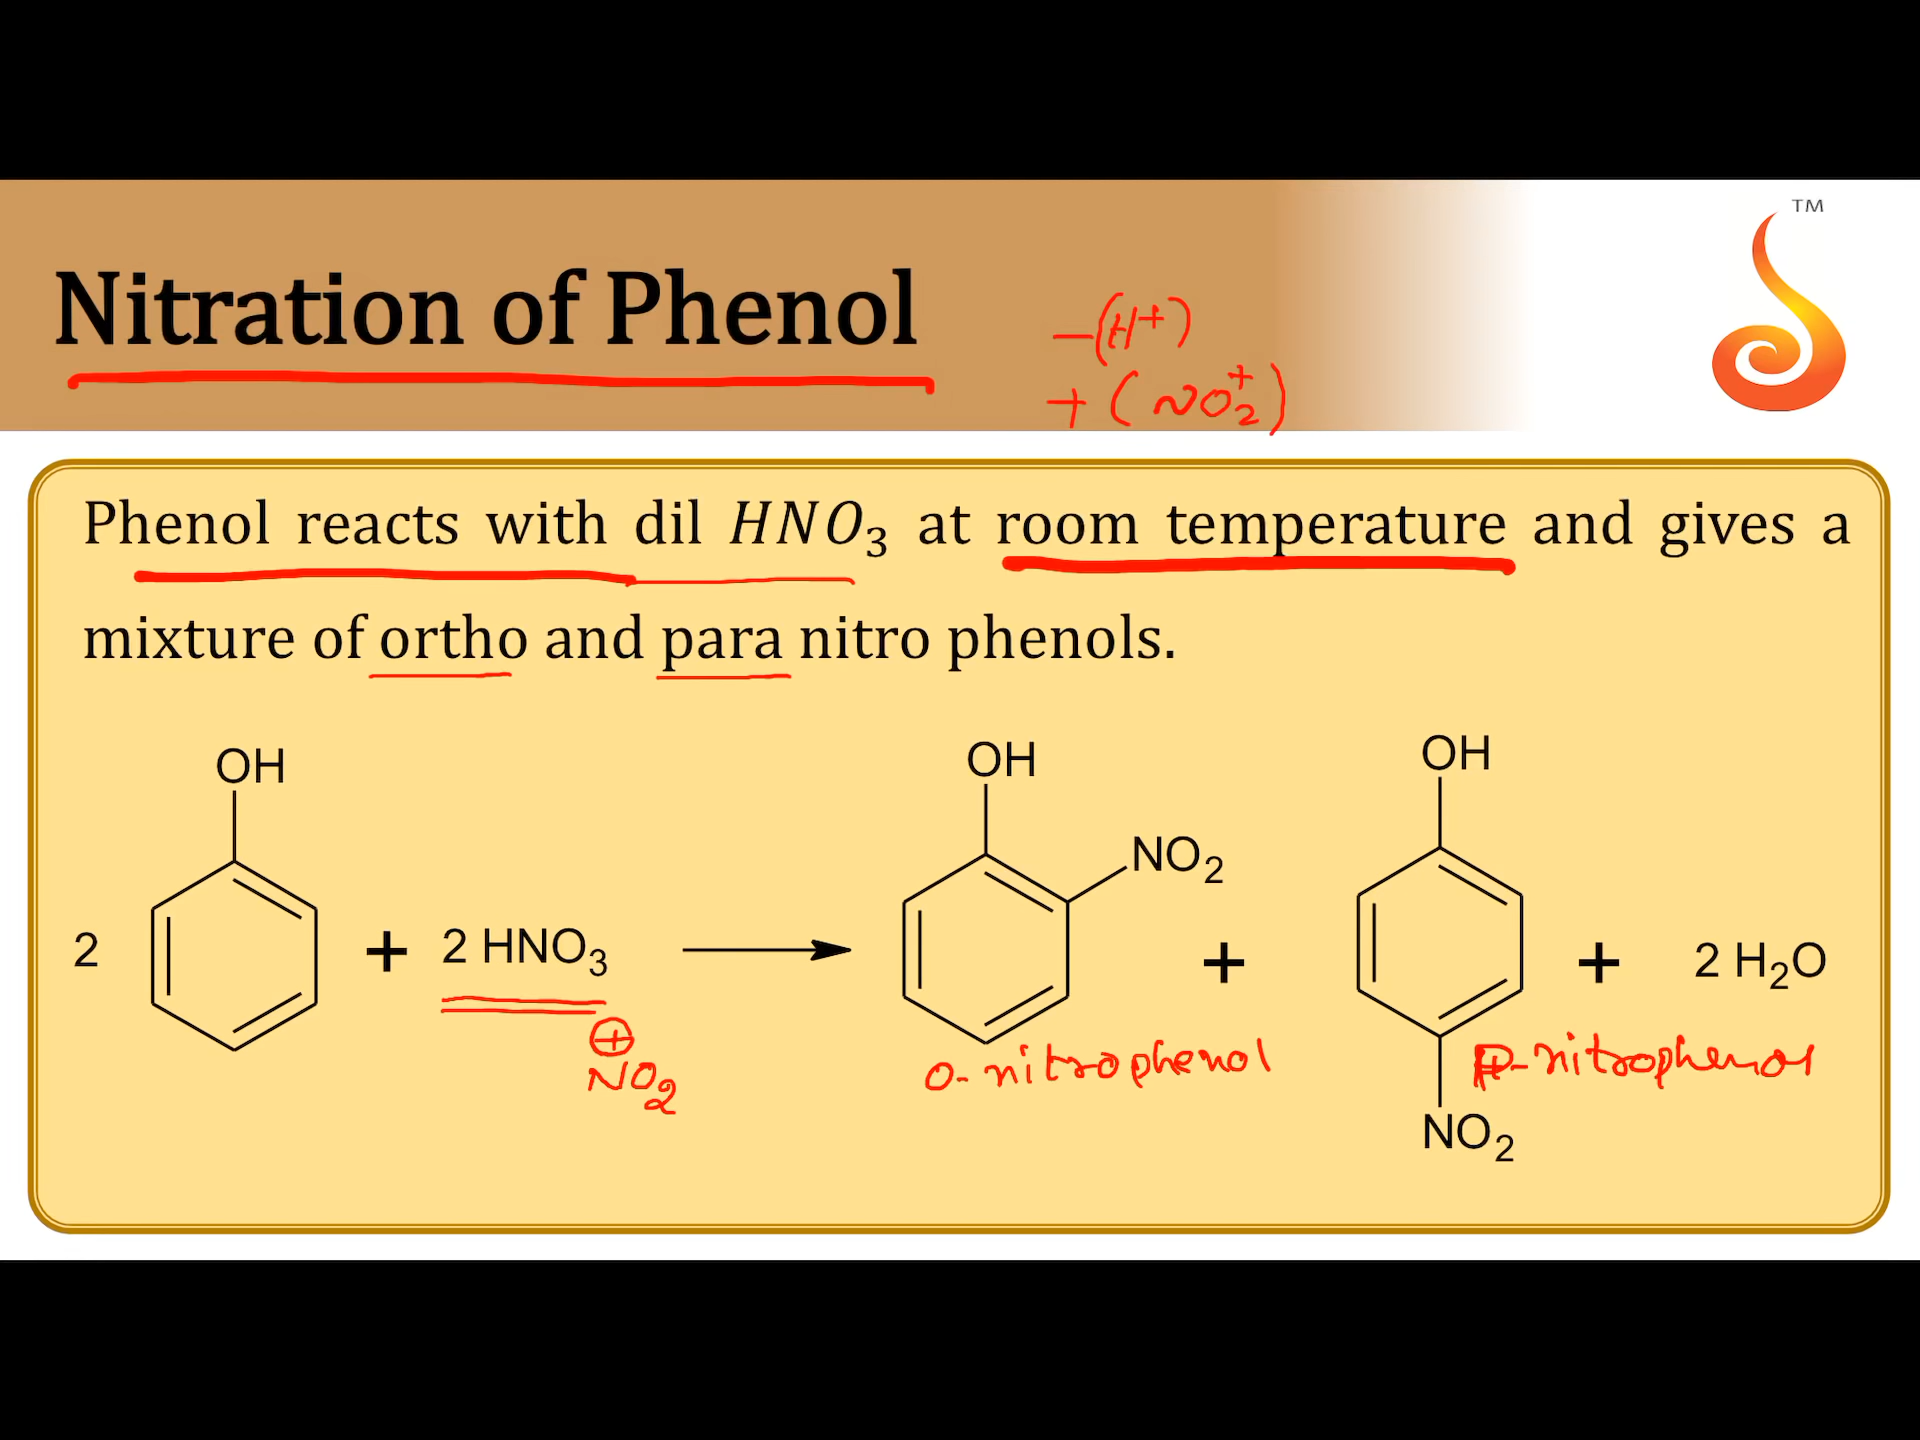 TM
Nitration of Phenol
-(H+)
+ (NO2+)
Phenol reacts with dil HNO3 at room temperature and gives a
mixture of ortho and para nitro phenols.
OH OH OH
NO2
2 + 2 HNO3 + + 2 H2O
⊕
NO2 o-nitrophenol p-nitrophenol
NO2